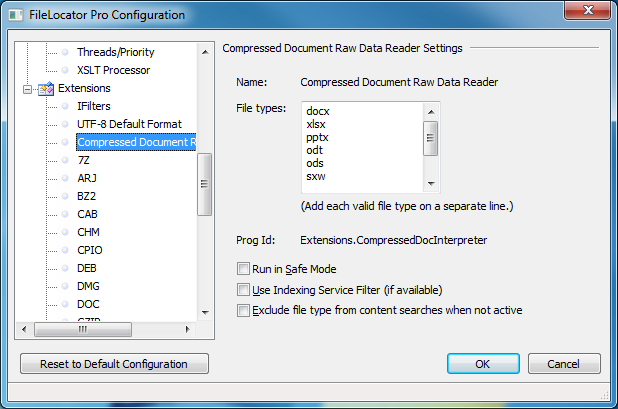 FileLocator Pro Configuration
Threads/Priority
XSLT Processor
Extensions
IFilters
UTF-8 Default Format
Compressed Document R
7Z
ARJ
BZ2
CAB
CHM
CPIO
DEB
DMG
DOC
GZIP
Compressed Document Raw Data Reader Settings
Name: Compressed Document Raw Data Reader
File types: docx
xlsx
pptx
odt
ods
sxw
(Add each valid file type on a separate line.)
Prog Id: Extensions.CompressedDocInterpreter
Run in Safe Mode
Use Indexing Service Filter (if available)
Exclude file type from content searches when not active
Reset to Default Configuration
OK
Cancel